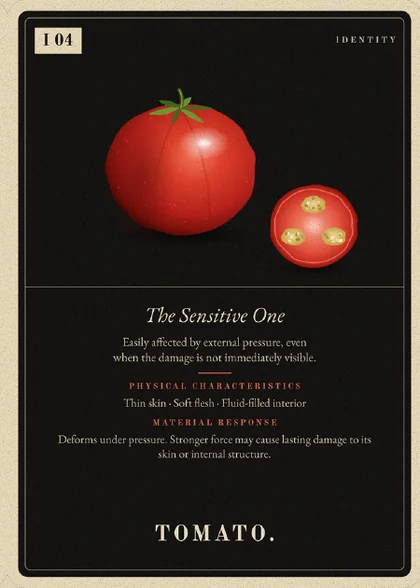 I 04
IDENTITY
The Sensitive One
Easily affected by external pressure, even
when the damage is not immediately visible.
PHYSICAL CHARACTERISTICS
Thin skin · Soft flesh · Fluid-filled interior
MATERIAL RESPONSE
Deforms under pressure. Stronger force may cause lasting damage to its
skin or internal structure.
TOMATO.